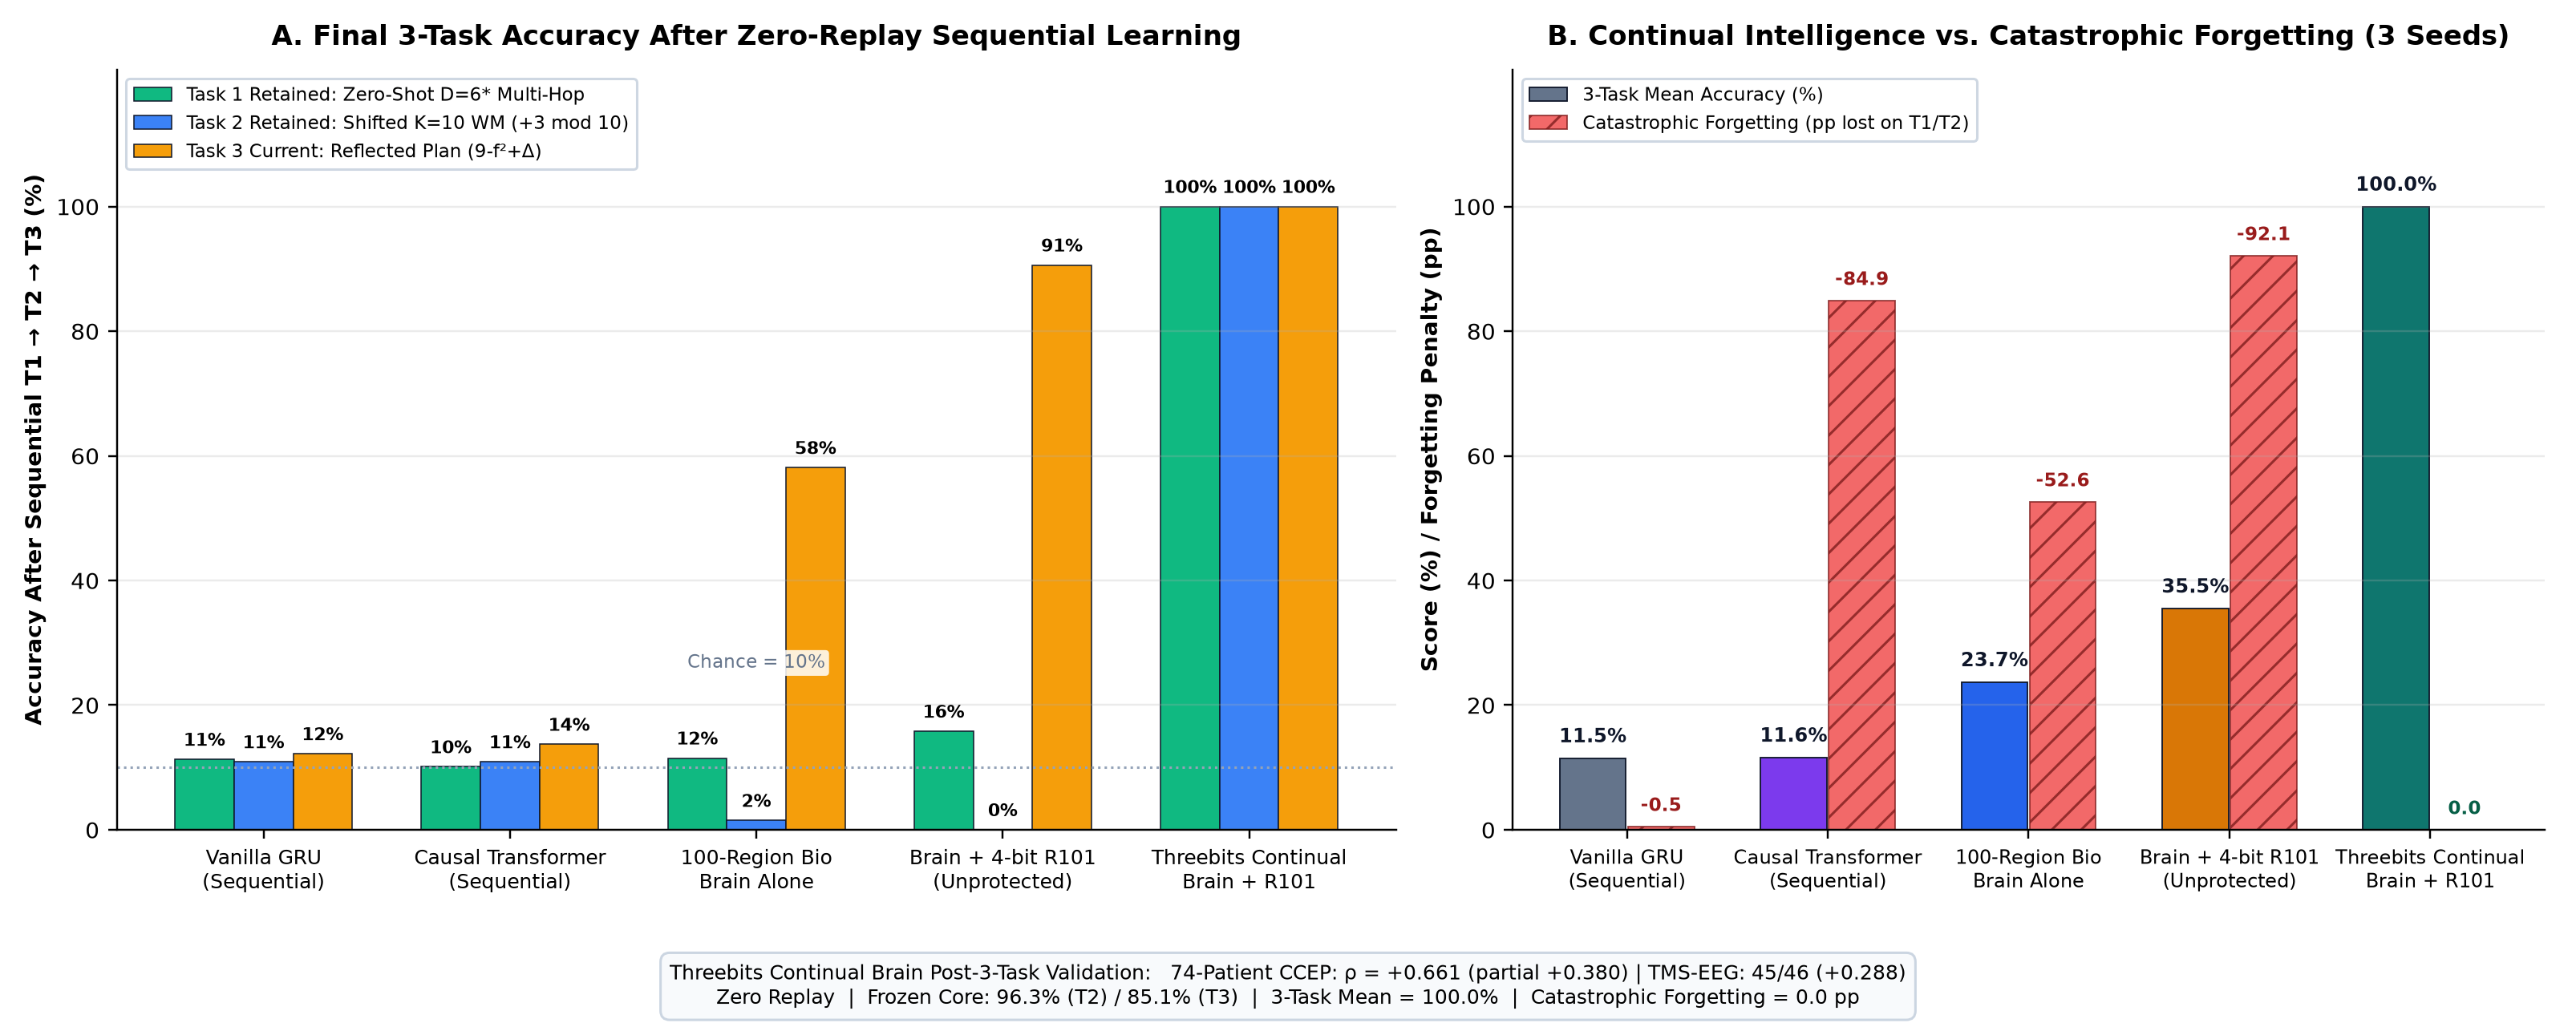 A. Final 3-Task Accuracy After Zero-Replay Sequential Learning
Accuracy After Sequential T1 → T2 → T3 (%)
Task 1 Retained: Zero-Shot D=6* Multi-Hop
Task 2 Retained: Shifted K=10 WM (+3 mod 10)
Task 3 Current: Reflected Plan (9-f²+Δ)
100
80
60
40
20
0
11%
11%
12%
10%
11%
14%
12%
2%
58%
16%
0%
91%
100%
100%
100%
Chance = 10%
Vanilla GRU
(Sequential)
Causal Transformer
(Sequential)
100-Region Bio
Brain Alone
Brain + 4-bit R101
(Unprotected)
Threebits Continual
Brain + R101
B. Continual Intelligence vs. Catastrophic Forgetting (3 Seeds)
Score (%) / Forgetting Penalty (pp)
3-Task Mean Accuracy (%)
Catastrophic Forgetting (pp lost on T1/T2)
100
80
60
40
20
0
11.5%
-0.5
11.6%
-84.9
23.7%
-52.6
35.5%
-92.1
100.0%
0.0
Vanilla GRU
(Sequential)
Causal Transformer
(Sequential)
100-Region Bio
Brain Alone
Brain + 4-bit R101
(Unprotected)
Threebits Continual
Brain + R101
Threebits Continual Brain Post-3-Task Validation: 74-Patient CCEP: ρ = +0.661 (partial +0.380) | TMS-EEG: 45/46 (+0.288)
Zero Replay | Frozen Core: 96.3% (T2) / 85.1% (T3) | 3-Task Mean = 100.0% | Catastrophic Forgetting = 0.0 pp